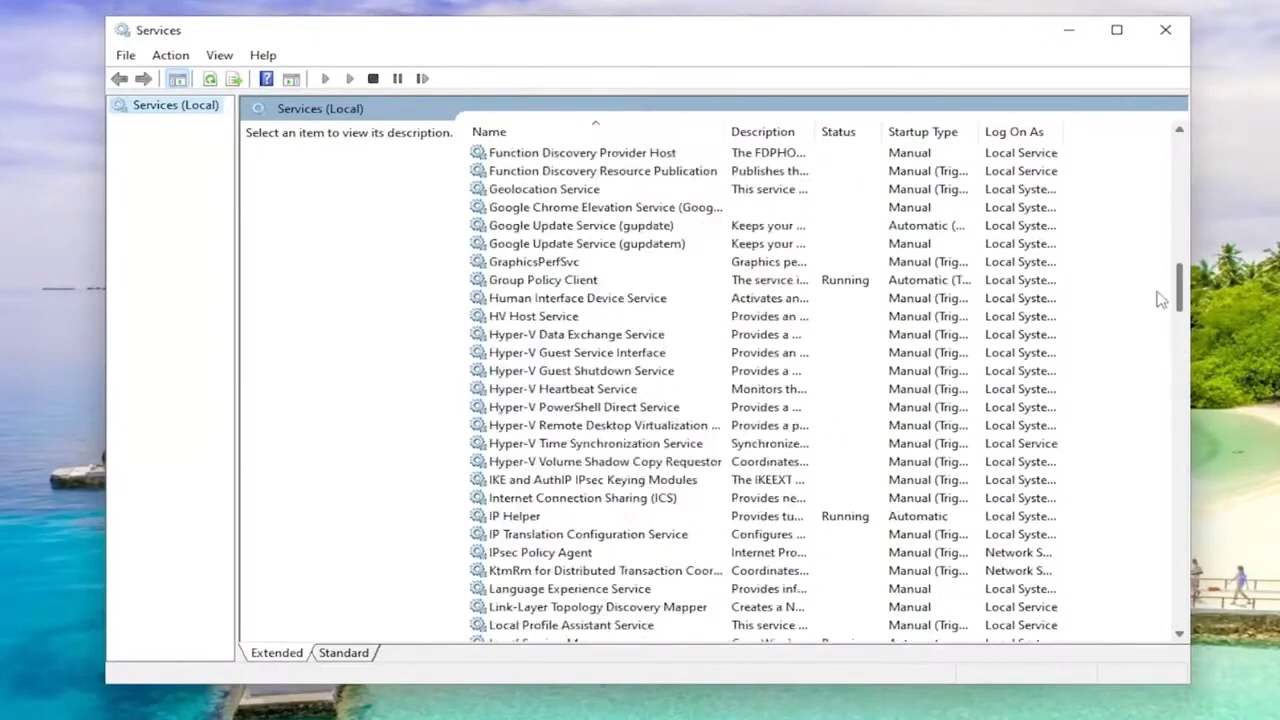 Services
File Action View Help
Services (Local)
Services (Local)
Select an item to view its description.
Name Description Status Startup Type Log On As
Function Discovery Provider Host The FDPHO... Manual Local Service
Function Discovery Resource Publication Publishes th... Manual (Trig... Local Service
Geolocation Service This service ... Manual (Trig... Local Syste...
Google Chrome Elevation Service (Goog... Manual Local Syste...
Google Update Service (gupdate) Keeps your ... Automatic (... Local Syste...
Google Update Service (gupdatem) Keeps your ... Manual Local Syste...
GraphicsPerfSvc Graphics pe... Manual (Trig... Local Syste...
Group Policy Client The service i... Running Automatic (T... Local Syste...
Human Interface Device Service Activates an... Manual (Trig... Local Syste...
HV Host Service Provides an ... Manual (Trig... Local Syste...
Hyper-V Data Exchange Service Provides a ... Manual (Trig... Local Syste...
Hyper-V Guest Service Interface Provides an ... Manual (Trig... Local Syste...
Hyper-V Guest Shutdown Service Provides a ... Manual (Trig... Local Syste...
Hyper-V Heartbeat Service Monitors th... Manual (Trig... Local Syste...
Hyper-V PowerShell Direct Service Provides a ... Manual (Trig... Local Syste...
Hyper-V Remote Desktop Virtualization ... Provides a p... Manual (Trig... Local Syste...
Hyper-V Time Synchronization Service Synchronize... Manual (Trig... Local Service
Hyper-V Volume Shadow Copy Requestor Coordinates... Manual (Trig... Local Syste...
IKE and AuthIP IPsec Keying Modules The IKEEXT ... Manual (Trig... Local Syste...
Internet Connection Sharing (ICS) Provides ne... Manual (Trig... Local Syste...
IP Helper Provides tu... Running Automatic Local Syste...
IP Translation Configuration Service Configures ... Manual (Trig... Local Syste...
IPsec Policy Agent Internet Pro... Manual (Trig... Network S...
KtmRm for Distributed Transaction Coor... Coordinates... Manual (Trig... Network S...
Language Experience Service Provides inf... Manual Local Syste...
Link-Layer Topology Discovery Mapper Creates a N... Manual Local Service
Local Profile Assistant Service This service ... Manual (Trig... Local Service
Extended Standard